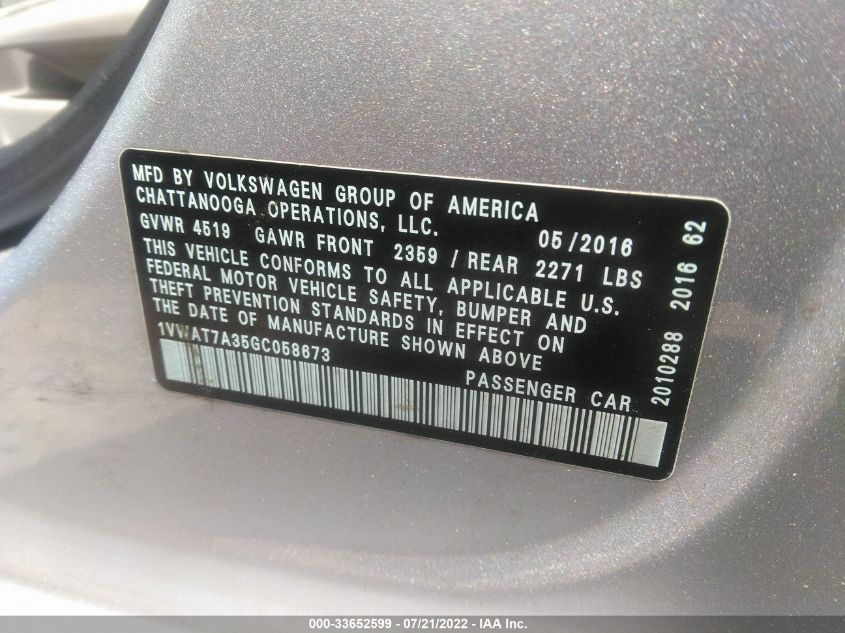 MFD BY VOLKSWAGEN GROUP OF AMERICA
CHATTANOOGA OPERATIONS, LLC.
05/2016
GVWR 4519 GAWR FRONT 2359 / REAR 2271 LBS
THIS VEHICLE CONFORMS TO ALL APPLICABLE U.S.
FEDERAL MOTOR VEHICLE SAFETY, BUMPER AND
THEFT PREVENTION STANDARDS IN EFFECT ON
THE DATE OF MANUFACTURE SHOWN ABOVE
1VWAT7A35GC058673
PASSENGER CAR
2010288 2016 62
000-33652599 - 07/21/2022 - IAA Inc.